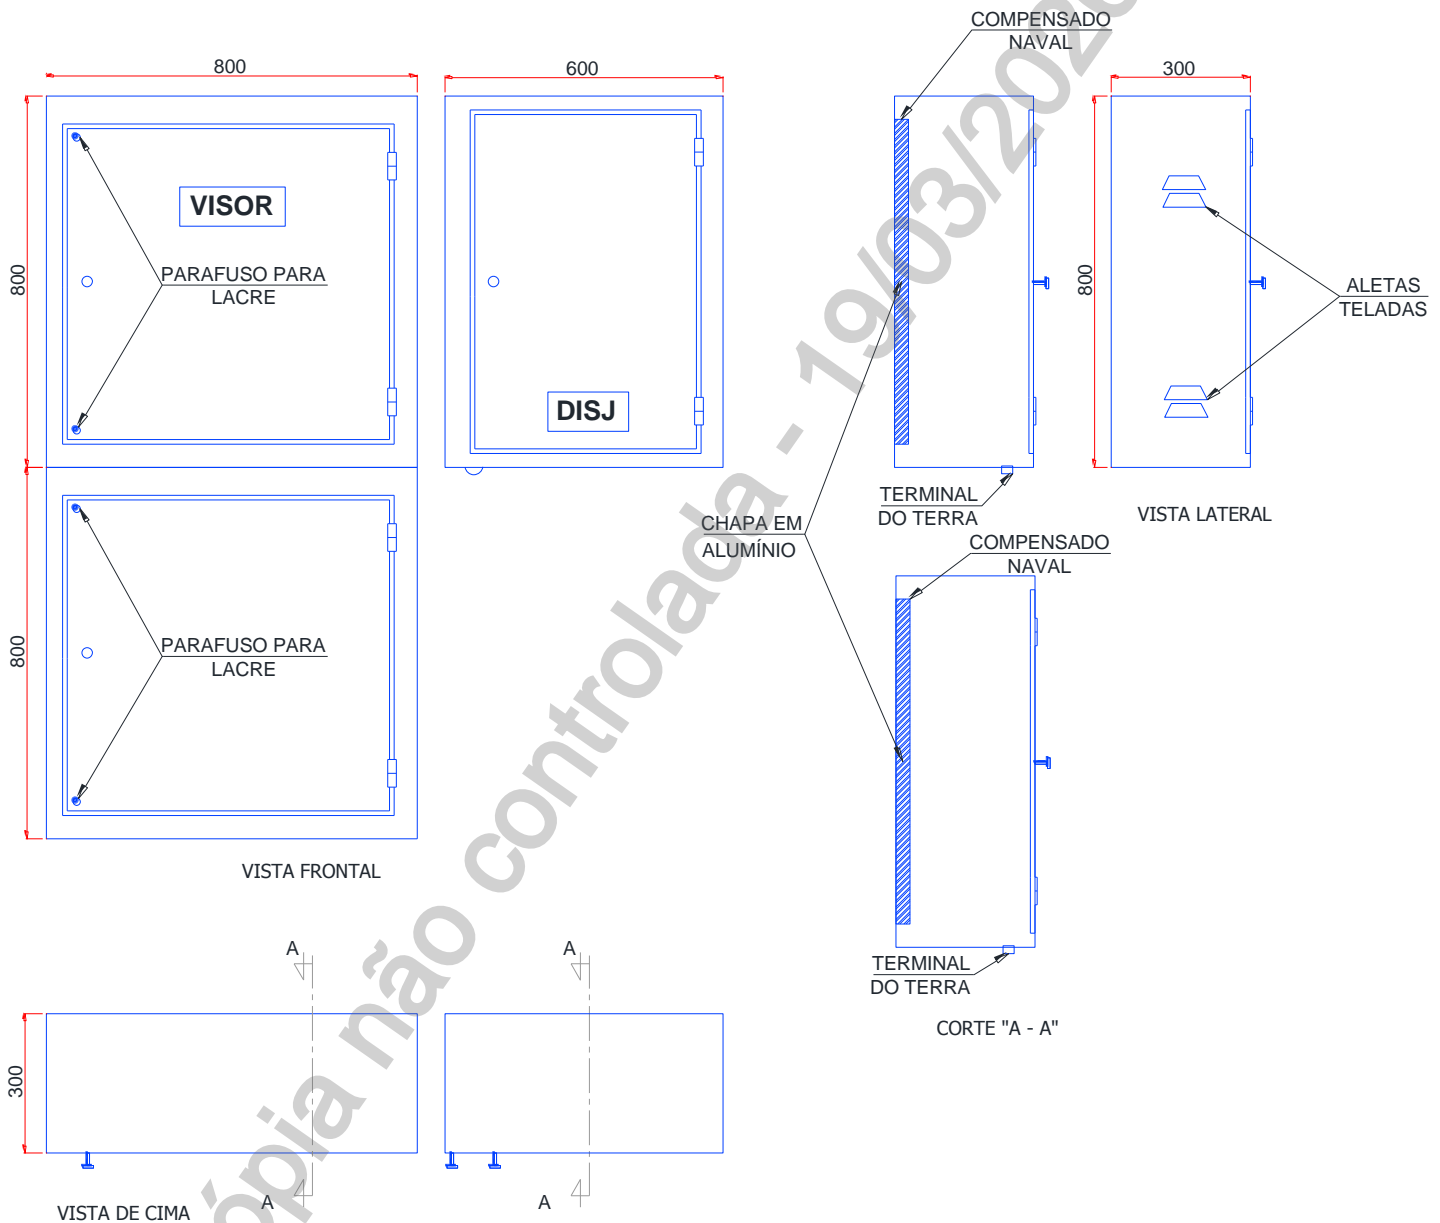 COMPENSADO
NAVAL
800
600
300
VISOR
PARAFUSO PARA
LACRE
800
DISJ
800
ALETAS
TELADAS
TERMINAL
DO TERRA
VISTA LATERAL
CHAPA EM
ALUMÍNIO
COMPENSADO
NAVAL
800
PARAFUSO PARA
LACRE
VISTA FRONTAL
TERMINAL
DO TERRA
CORTE "A - A"
A
A
300
A
A
VISTA DE CIMA
ópia não controlada - 19/03/202